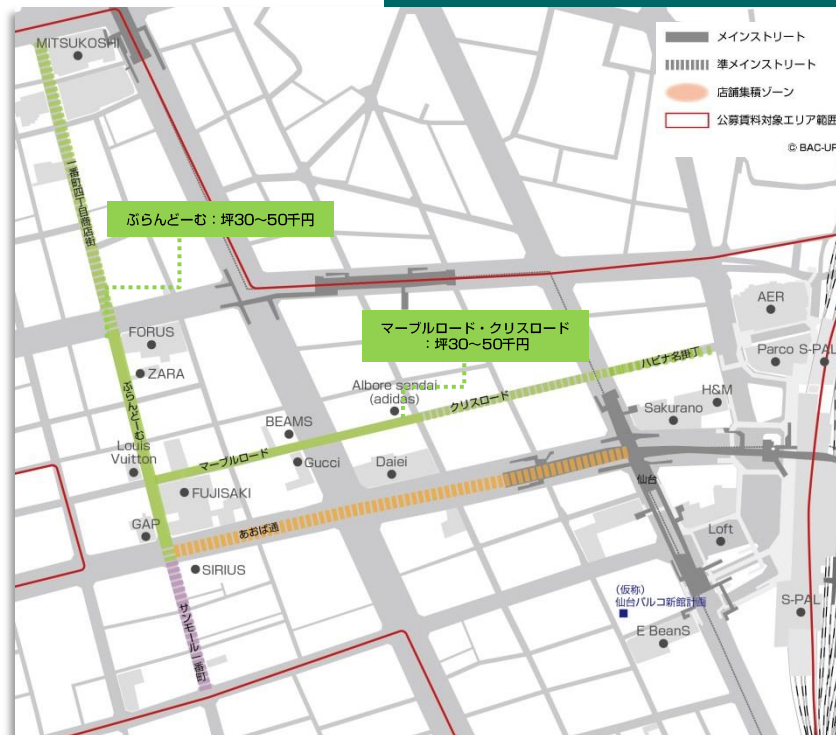 メインストリート
準メインストリート
店舗集積ゾーン
公募賃料対象エリア範囲
© BAC-UR
MITSUKOSHI
一番町四丁目商店街
ぶらんどーむ：坪30～50千円
AER
FORUS
マーブルロード・クリスロード
：坪30～50千円
Parco
S-PAL
ZARA
ハピナ名掛丁
ぶらんどーむ
Albore sendai
(adidas)
クリスロード
H&M
Sakurano
BEAMS
Louis
Vuitton
マーブルロード
Gucci
Daiei
仙台
FUJISAKI
GAP
あおば通
Loft
SIRIUS
(仮称)
仙台パルコ新館計画
S-PAL
サンモール一番町
E BeanS